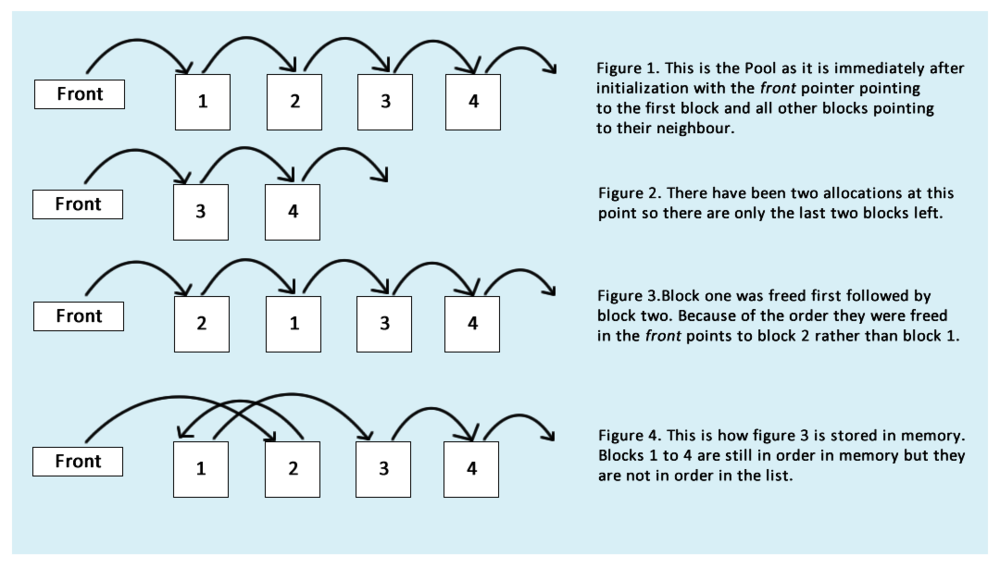 Front
1
2
3
4
Figure 1. This is the Pool as it is immediately after
initialization with the front pointer pointing
to the first block and all other blocks pointing
to their neighbour.
Front
3
4
Figure 2. There have been two allocations at this
point so there are only the last two blocks left.
Front
2
1
3
4
Figure 3.Block one was freed first followed by
block two. Because of the order they were freed
in the front points to block 2 rather than block 1.
Front
1
2
3
4
Figure 4. This is how figure 3 is stored in memory.
Blocks 1 to 4 are still in order in memory but they
are not in order in the list.